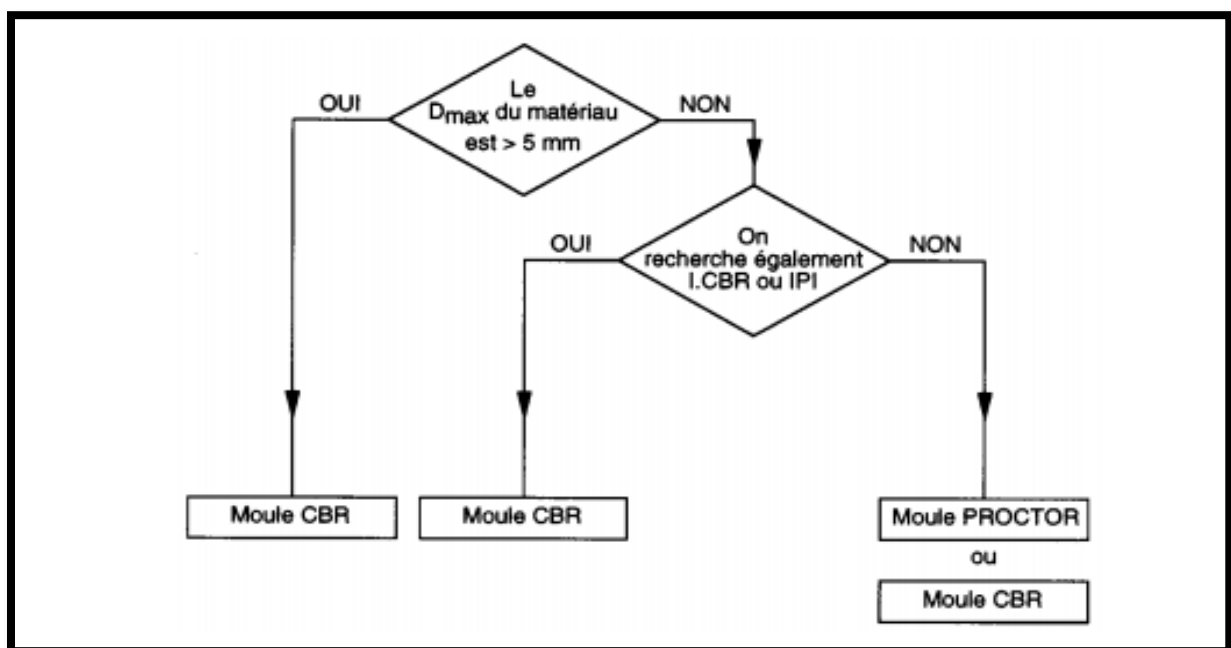 Le
OUI
Dmax du matériau
NON
est > 5 mm
OUI
On
NON
recherche également
I.CBR ou IPI
Moule CBR
Moule CBR
Moule PROCTOR
ou
Moule CBR